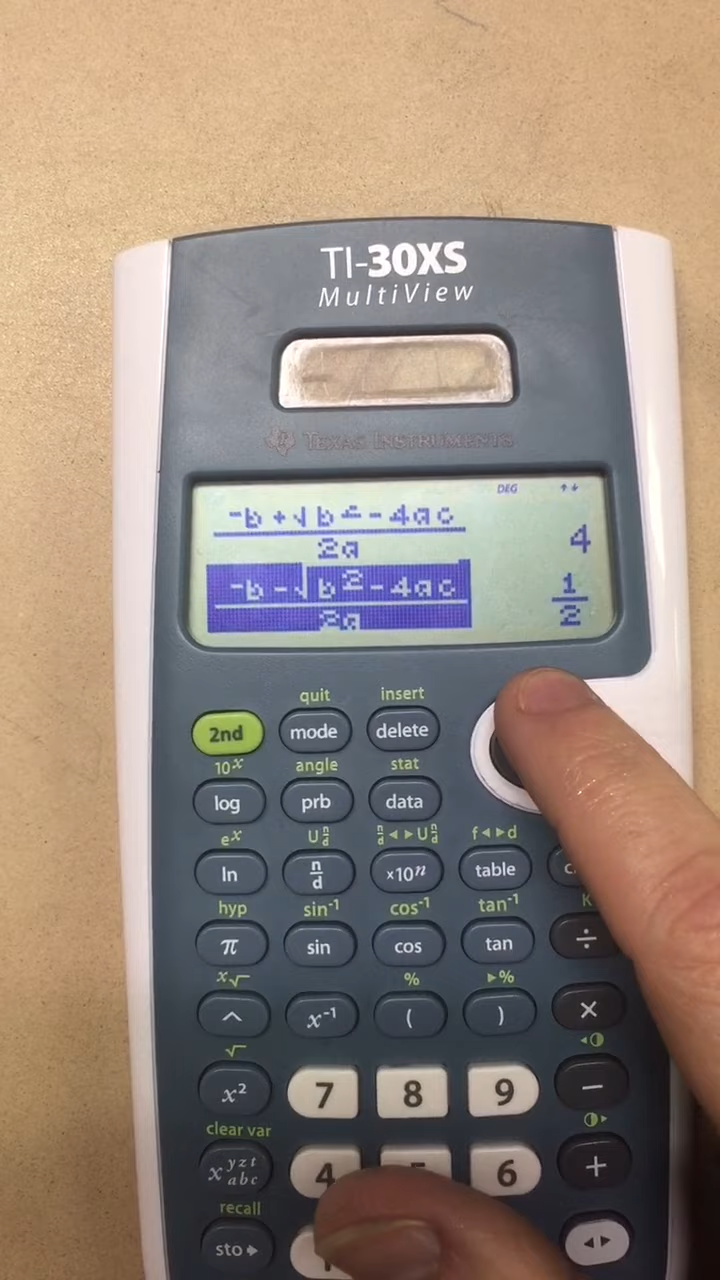 TI-30XS
MultiView
TEXAS INSTRUMENTS
DEG ↑↓
-b+√b²-4ac
2a
4
-b-√b²-4ac
2a
1
2
quit insert
2nd mode delete
10ˣ angle stat
log prb data
eˣ U n/d n/d◄►U n/d f◄►d
ln n/d ×10ⁿ table
hyp sin⁻¹ cos⁻¹ tan⁻¹ K
π sin cos tan ÷
ˣ√ % ►%
^ x⁻¹ ( ) ×
√
x² 7 8 9 −
clear var
x yzt abc 4 6 +
recall
sto► ◄►